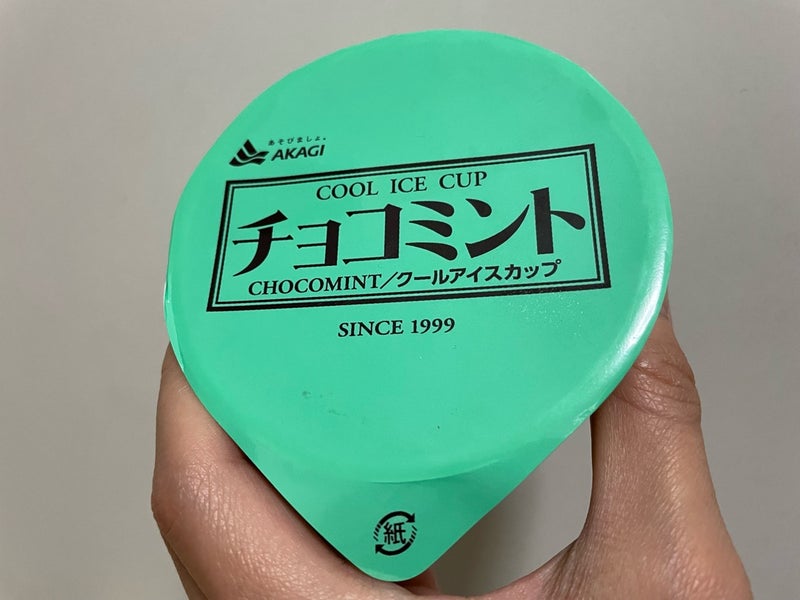 あそびましょ。
AKAGI
COOL ICE CUP
チョコミント
CHOCOMINT/クールアイスカップ
SINCE 1999
紙